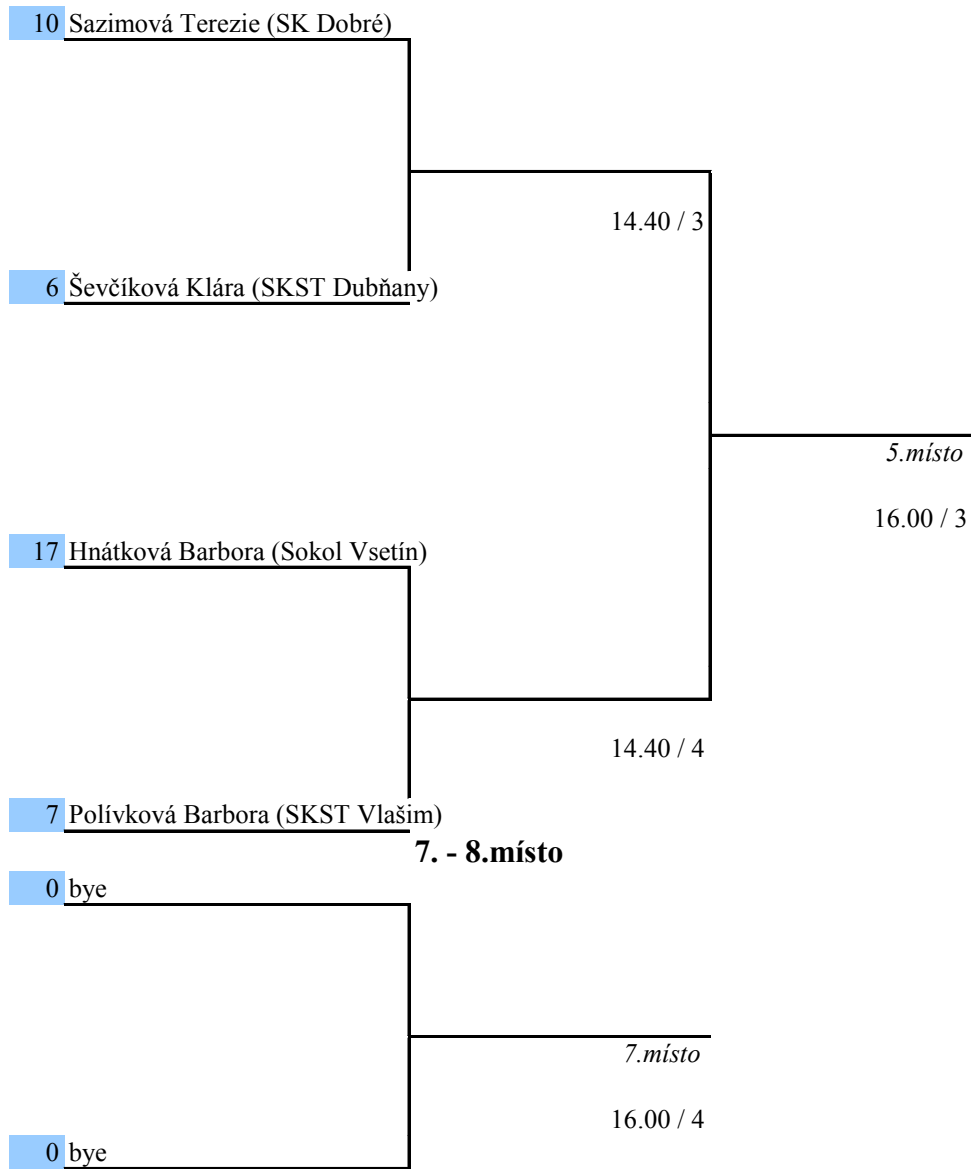 10 Sazimová Terezie (SK Dobré)
14.40 / 3
6 Ševčíková Klára (SKST Dubňany)
5.místo
16.00 / 3
17 Hnátková Barbora (Sokol Vsetín)
14.40 / 4
7 Polívková Barbora (SKST Vlašim)
7. - 8.místo
0 bye
7.místo
16.00 / 4
0 bye